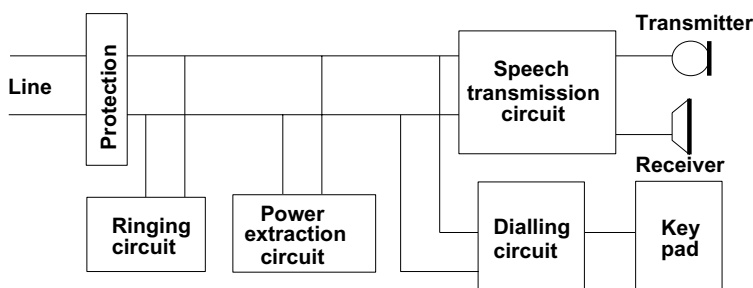 Transmitter
Line
Protection
Speech
transmission
circuit
Receiver
Ringing
circuit
Power
extraction
circuit
Dialling
circuit
Key
pad